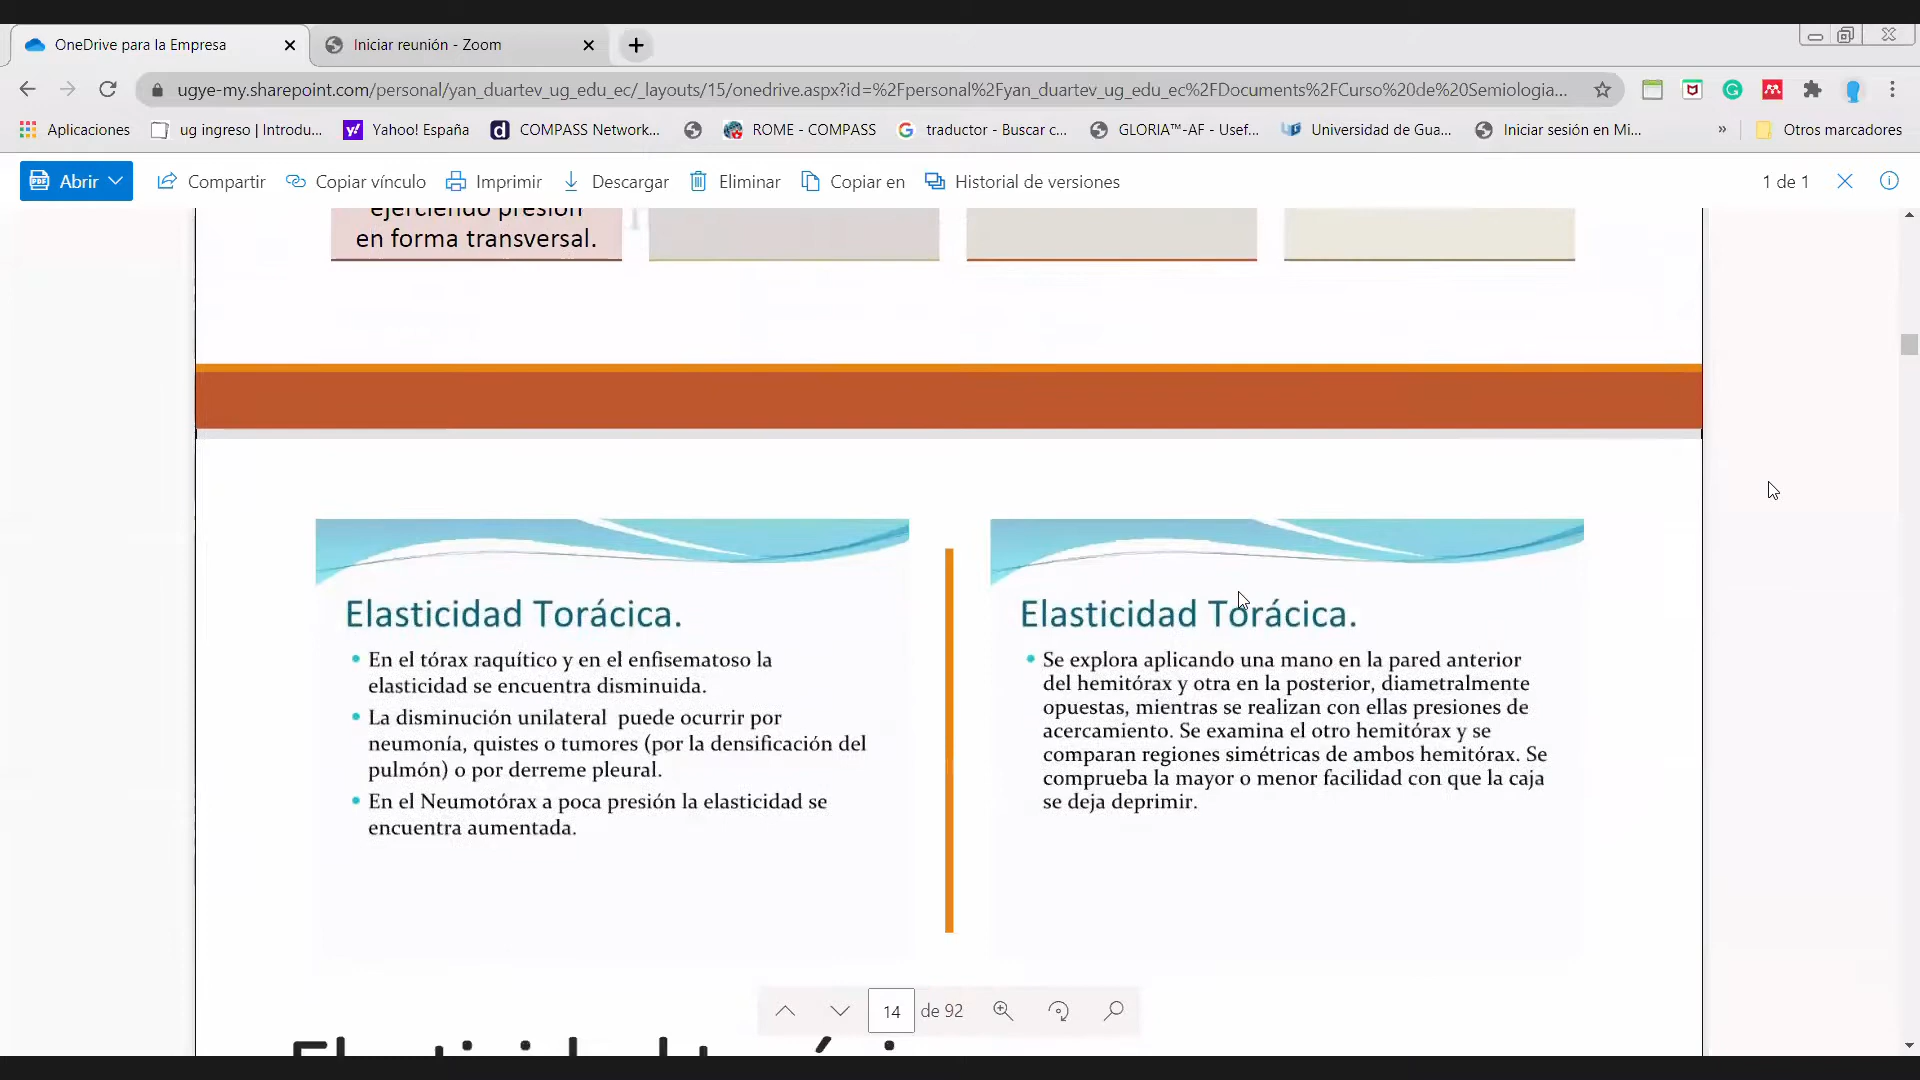 OneDrive para la Empresa
Iniciar reunión - Zoom
ugye-my.sharepoint.com/personal/yan_duartev_ug_edu_ec/_layouts/15/onedrive.aspx?id=%2Fpersonal%2Fyan_duartev_ug_edu_ec%2FDocuments%2FCurso%20de%20Semiologia...
Aplicaciones
ug ingreso | Introdu...
Yahoo! España
COMPASS Network...
ROME - COMPASS
traductor - Buscar c...
GLORIA™-AF - Usef...
Universidad de Gua...
Iniciar sesión en Mi...
»
Otros marcadores
Abrir
Compartir
Copiar vínculo
Imprimir
Descargar
Eliminar
Copiar en
Historial de versiones
1 de 1
ejerciendo presión
en forma transversal.
Elasticidad Torácica.
• En el tórax raquítico y en el enfisematoso la
elasticidad se encuentra disminuida.
• La disminución unilateral puede ocurrir por
neumonía, quistes o tumores (por la densificación del
pulmón) o por derreme pleural.
• En el Neumotórax a poca presión la elasticidad se
encuentra aumentada.
Elasticidad Torácica.
• Se explora aplicando una mano en la pared anterior
del hemitórax y otra en la posterior, diametralmente
opuestas, mientras se realizan con ellas presiones de
acercamiento. Se examina el otro hemitórax y se
comparan regiones simétricas de ambos hemitórax. Se
comprueba la mayor o menor facilidad con que la caja
se deja deprimir.
14 de 92